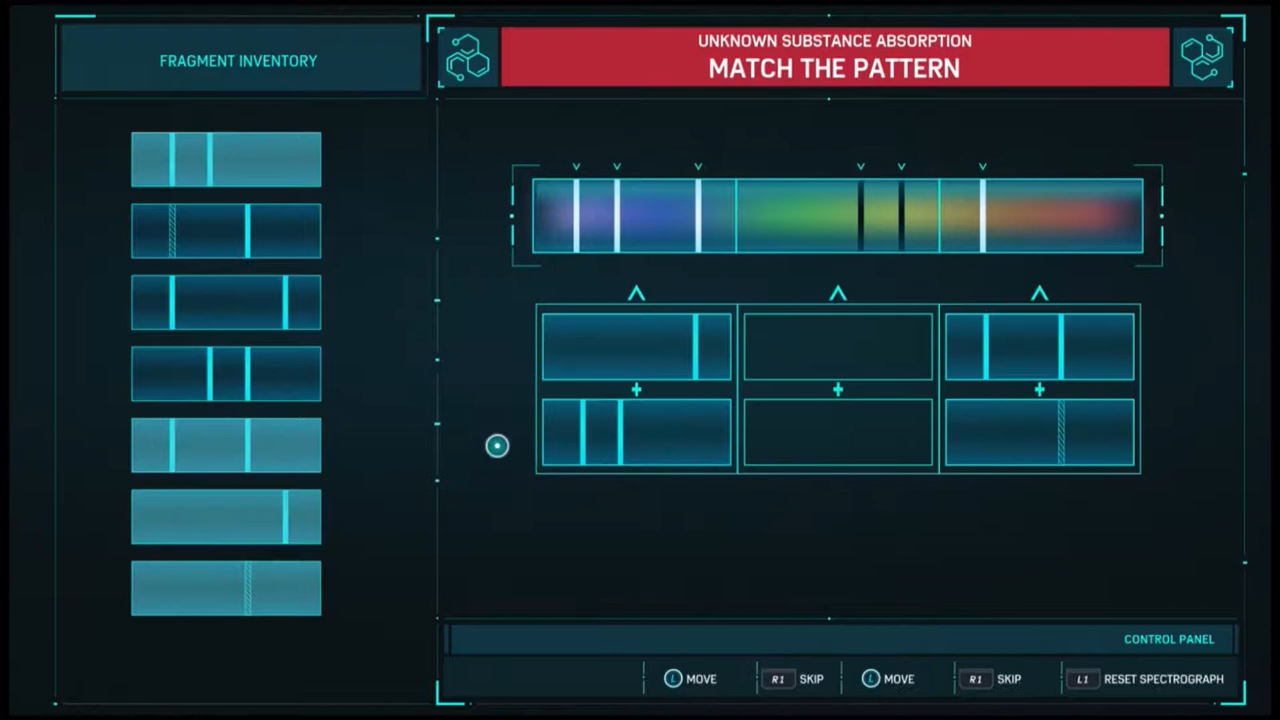 FRAGMENT INVENTORY
UNKNOWN SUBSTANCE ABSORPTION
MATCH THE PATTERN
CONTROL PANEL
L MOVE
R1 SKIP
L MOVE
R1 SKIP
L1 RESET SPECTROGRAPH